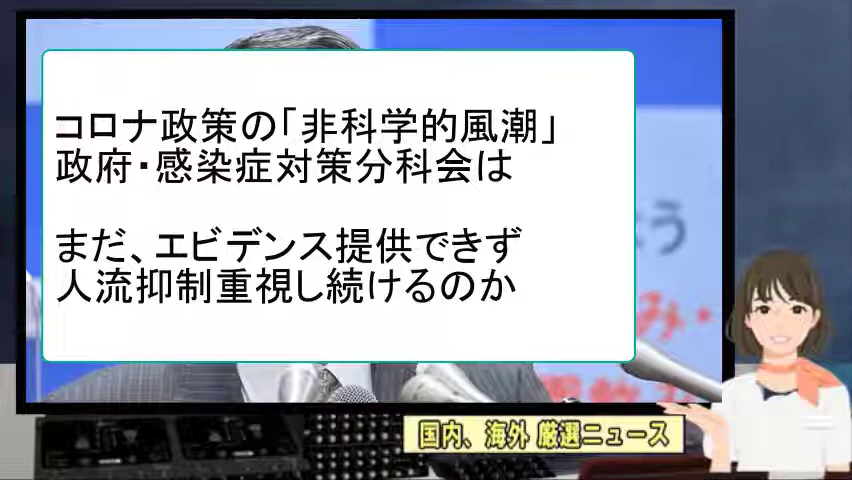 コロナ政策の「非科学的風潮」
政府・感染症対策分科会は
まだ、エビデンス提供できず
人流抑制重視し続けるのか
う
み・
国内、海外 厳選ニュース